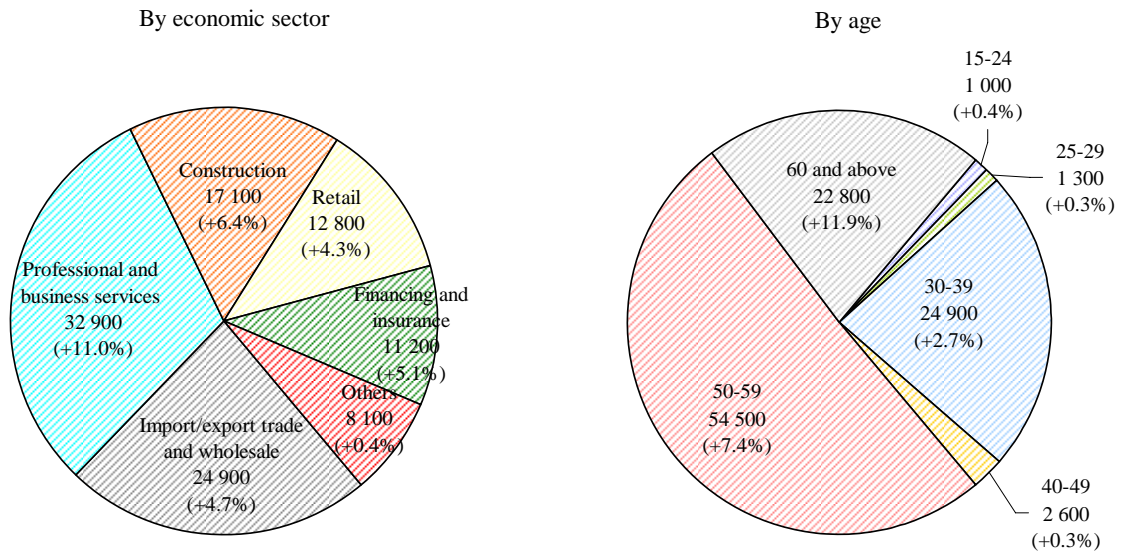 By economic sector
Construction
17 100
(+6.4%)
Retail
12 800
(+4.3%)
Financing and
insurance
11 200
(+5.1%)
Others
8 100
(+0.4%)
Import/export trade
and wholesale
24 900
(+4.7%)
Professional and
business services
32 900
(+11.0%)
By age
15-24
1 000
(+0.4%)
25-29
1 300
(+0.3%)
30-39
24 900
(+2.7%)
40-49
2 600
(+0.3%)
50-59
54 500
(+7.4%)
60 and above
22 800
(+11.9%)